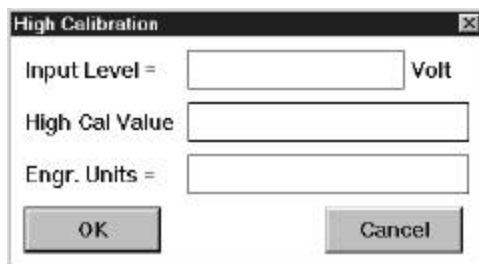 High Calibration
Input Level = Volt
High Cal Value
Engr. Units =
OK Cancel